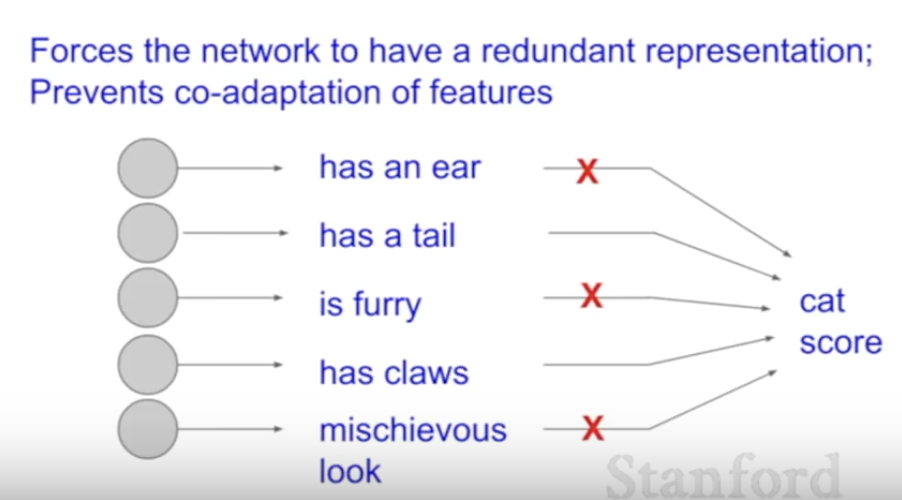 Forces the network to have a redundant representation;
Prevents co-adaptation of features
has an ear
X
has a tail
is furry
X
cat
score
has claws
mischievous
look
X
Stanford